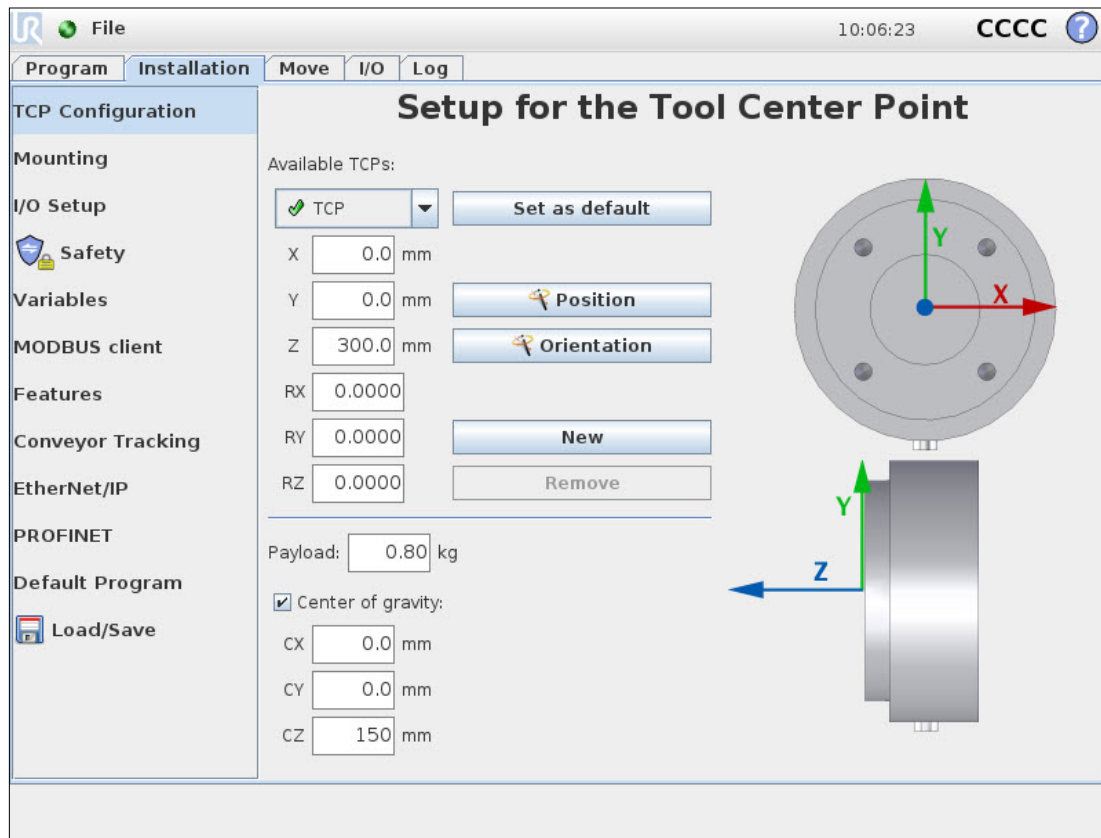 UR File 10:06:23 CCCC ?
Program Installation Move I/O Log
TCP Configuration
Mounting
I/O Setup
Safety
Variables
MODBUS client
Features
Conveyor Tracking
EtherNet/IP
PROFINET
Default Program
Load/Save
Setup for the Tool Center Point
Available TCPs:
TCP Set as default
X 0.0 mm
Y 0.0 mm Position
Z 300.0 mm Orientation
RX 0.0000
RY 0.0000 New
RZ 0.0000 Remove
Payload: 0.80 kg
Center of gravity:
CX 0.0 mm
CY 0.0 mm
CZ 150 mm
Y
X
Y
Z